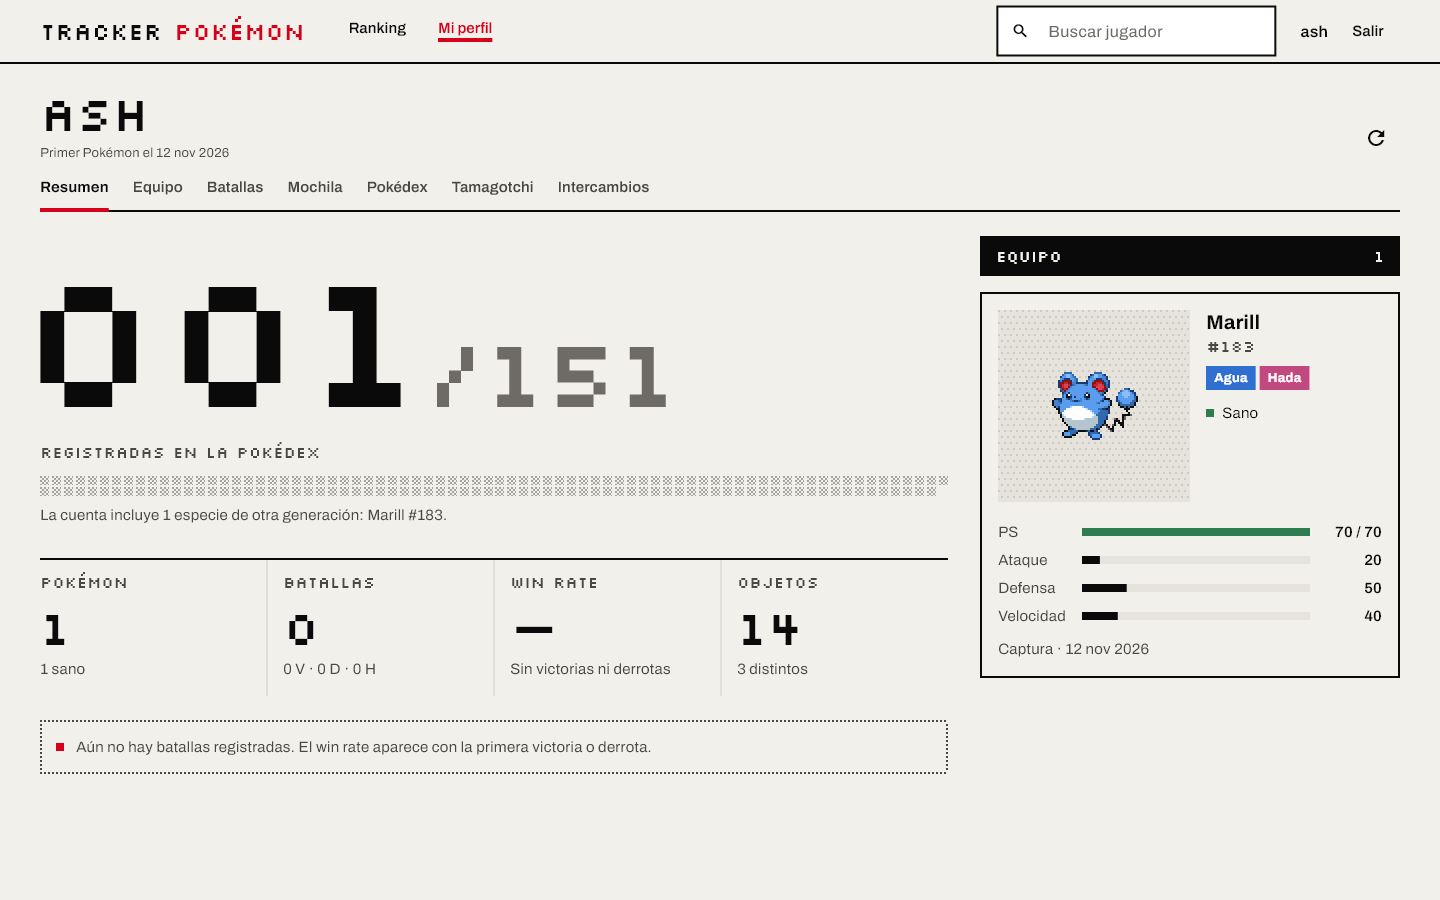 TRACKER POKÉMON
Ranking
Mi perfil
Buscar jugador
ash
Salir
ASH
Primer Pokémon el 12 nov 2026
Resumen
Equipo
Batallas
Mochila
Pokédex
Tamagotchi
Intercambios
001/151
REGISTRADAS EN LA POKÉDEX
La cuenta incluye 1 especie de otra generación: Marill #183.
POKÉMON
1
1 sano
BATALLAS
0
0 V · 0 D · 0 H
WIN RATE
—
Sin victorias ni derrotas
OBJETOS
14
3 distintos
Aún no hay batallas registradas. El win rate aparece con la primera victoria o derrota.
EQUIPO 1
Marill
#183
Agua Hada
Sano
PS 70 / 70
Ataque 20
Defensa 50
Velocidad 40
Captura · 12 nov 2026